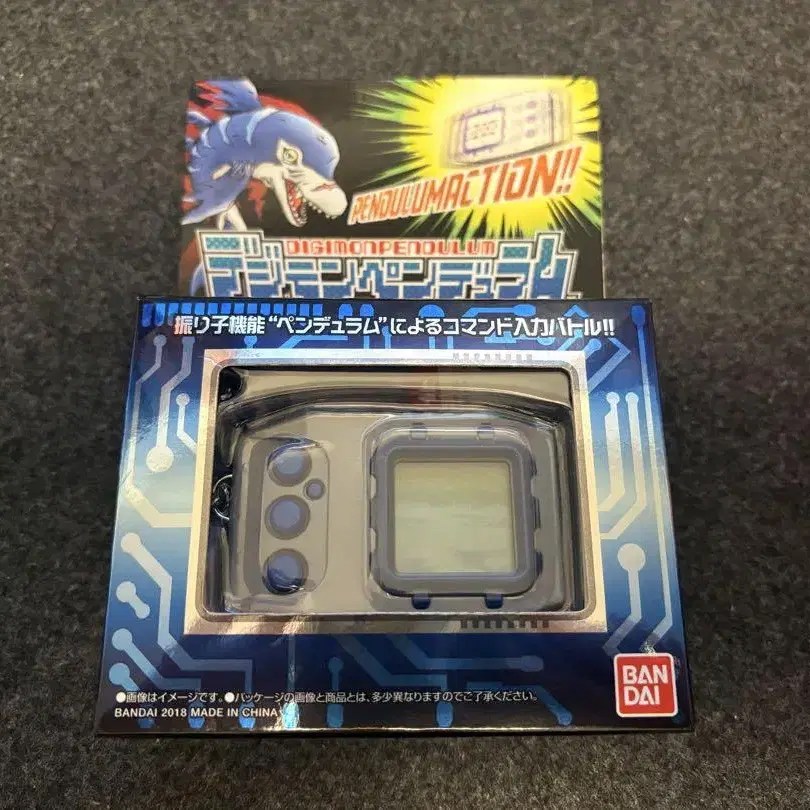 PENDULUMACTION!!
DIGIMONPENDULUM
デジモンペンデュラム
振り子機能“ペンデュラム”によるコマンド入力バトル!!
●画像はイメージです。●パッケージの画像と商品とは、多少異なりますのでご了承ください。
BANDAI 2018 MADE IN CHINA
BAN
DAI